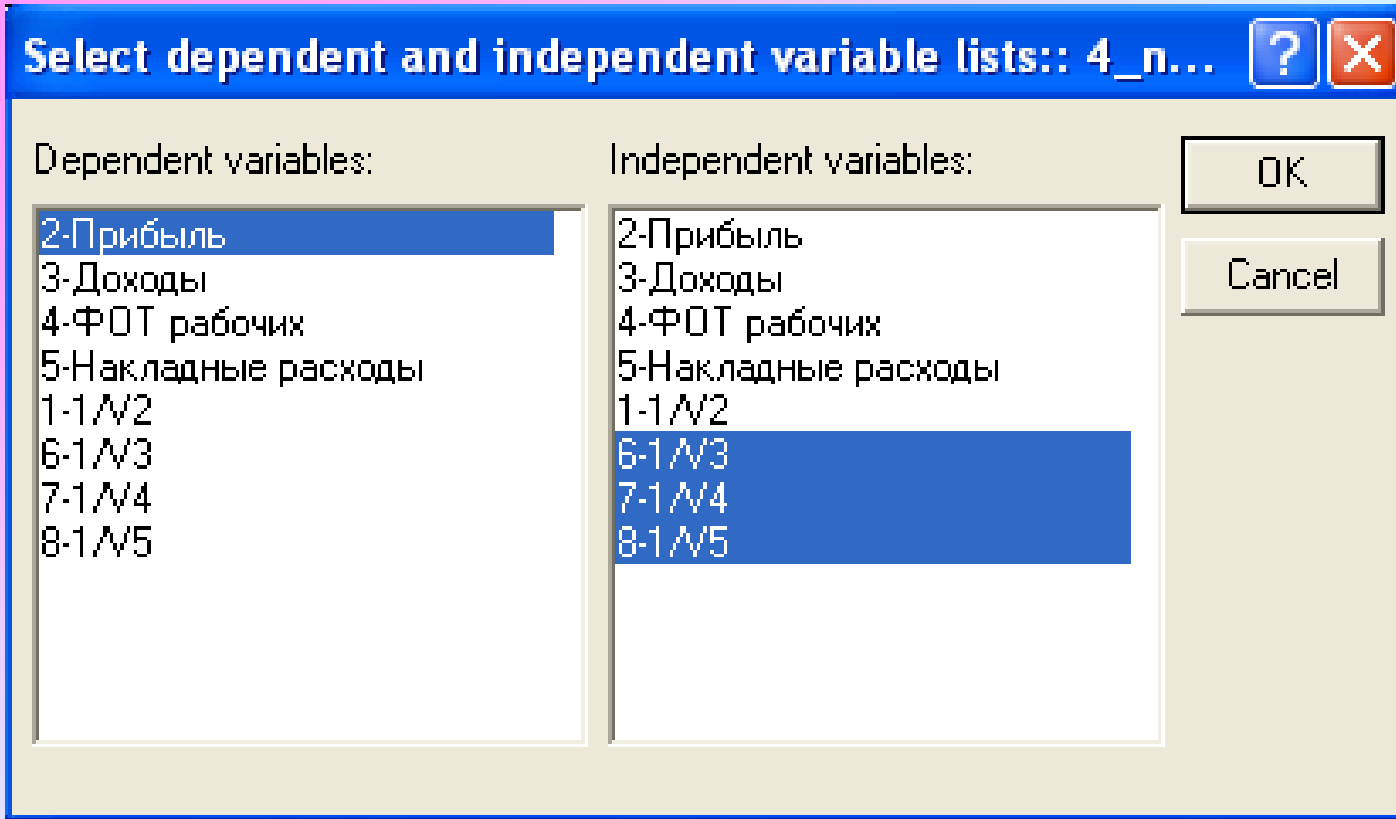 Select dependent and independent variable lists:: 4_n...
Dependent variables:
2-Прибыль
3-Доходы
4-ФОТ рабочих
5-Накладные расходы
1-1/V2
6-1/V3
7-1/V4
8-1/V5
Independent variables:
2-Прибыль
3-Доходы
4-ФОТ рабочих
5-Накладные расходы
1-1/V2
6-1/V3
7-1/V4
8-1/V5
OK
Cancel